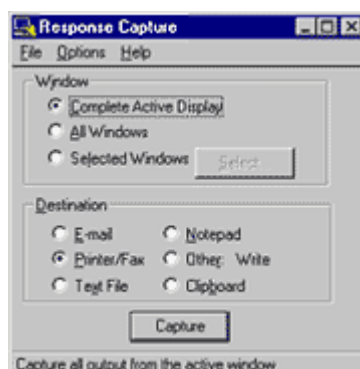 Response Capture
File Options Help
Window
Complete Active Display
All Windows
Selected Windows Select...
Destination
E-mail Notepad
Printer/Fax Other: Write
Text File Clipboard
Capture
Capture all output from the active window